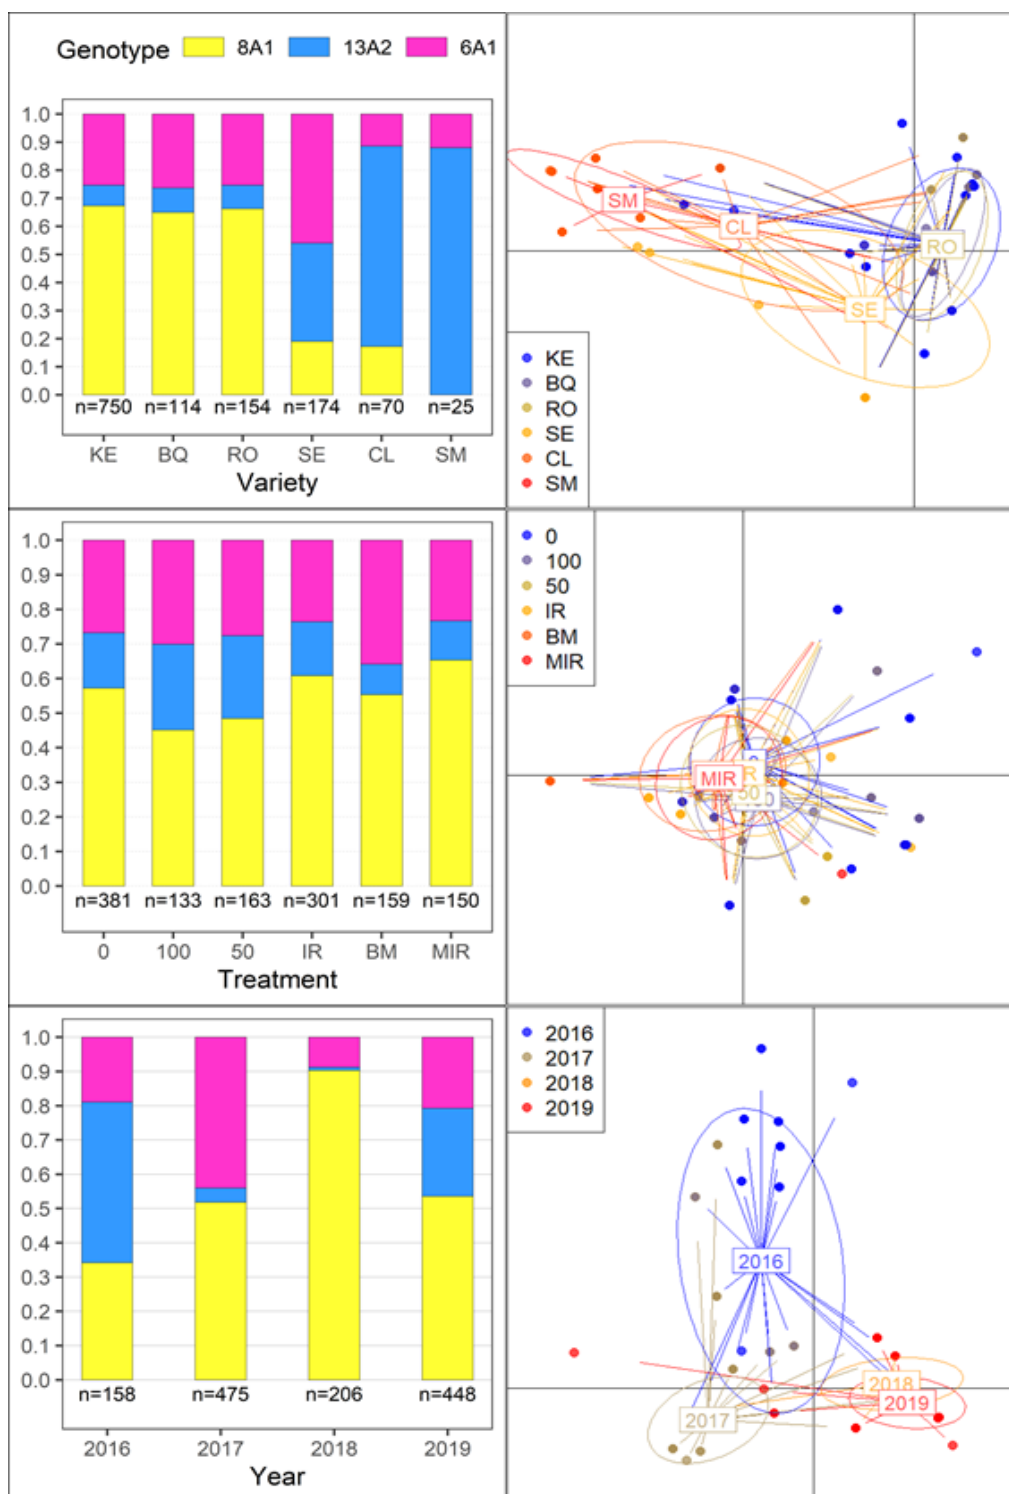 Genotype 8A1 13A2 6A1
1.0
0.9
0.8
0.7
0.6
0.5
0.4
0.3
0.2
0.1
0.0
n=750 n=114 n=154 n=174 n=70 n=25
KE BQ RO SE CL SM
Variety
SM
CL
RO
SE
KE
BQ
RO
SE
CL
SM
1.0
0.9
0.8
0.7
0.6
0.5
0.4
0.3
0.2
0.1
0.0
n=381 n=133 n=163 n=301 n=159 n=150
0 100 50 IR BM MIR
Treatment
0
100
50
IR
BM
MIR
MIR
50
1.0
0.9
0.8
0.7
0.6
0.5
0.4
0.3
0.2
0.1
0.0
n=158 n=475 n=206 n=448
2016 2017 2018 2019
Year
2016
2017
2018
2019
2016
2018
2019
2017